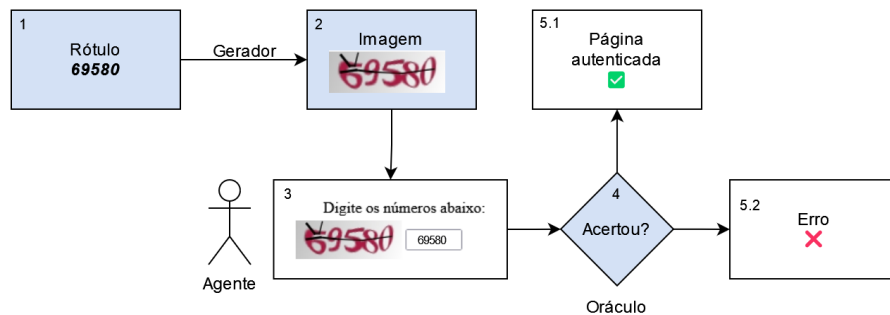 1
Rótulo
69580
Gerador
2
Imagem
69580
3
Digite os números abaixo:
69580 69580
Agente
4
Acertou?
Oráculo
5.1
Página
autenticada
5.2
Erro